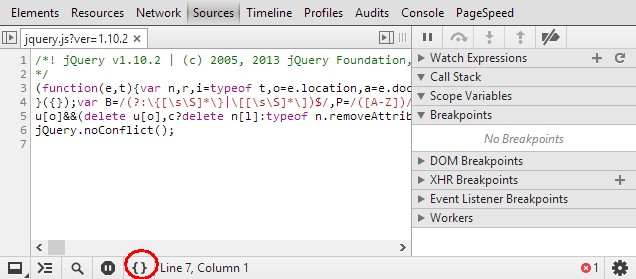 Elements Resources Network Sources Timeline Profiles Audits Console PageSpeed
jquery.js?ver=1.10.2 ×
1 /*! jQuery v1.10.2 | (c) 2005, 2013 jQuery Foundation,
2 */
3 (function(e,t){var n,r,i=typeof t,o=e.location,a=e.doc
4 }({});var B=/(?:\{[\s\S]*\}|\[[\s\S]*\])$/,P=/([A-Z])/
5 u[o]&&(delete u[o],c?delete n[l]:typeof n.removeAttrib
6 jQuery.noConflict();
7
Watch Expressions
Call Stack
Scope Variables
Breakpoints
No Breakpoints
DOM Breakpoints
XHR Breakpoints
Event Listener Breakpoints
Workers
{} Line 7, Column 1
1